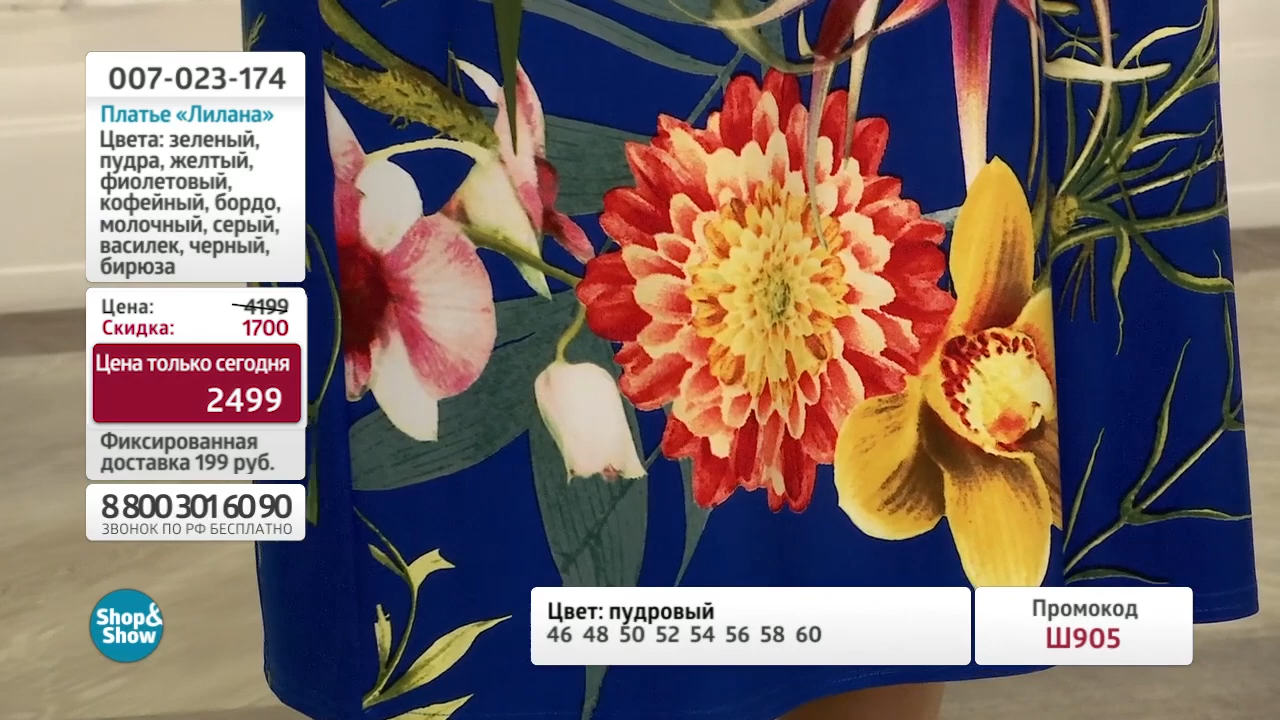 007-023-174
Платье «Лилана»
Цвета: зеленый,
пудра, желтый,
фиолетовый,
кофейный, бордо,
молочный, серый,
василек, черный,
бирюза
Цена: 4199
Скидка: 1700
Цена только сегодня
2499
Фиксированная
доставка 199 руб.
8 800 301 60 90
ЗВОНОК ПО РФ БЕСПЛАТНО
Shop&
Show
Цвет: пудровый
46 48 50 52 54 56 58 60
Промокод
Ш905